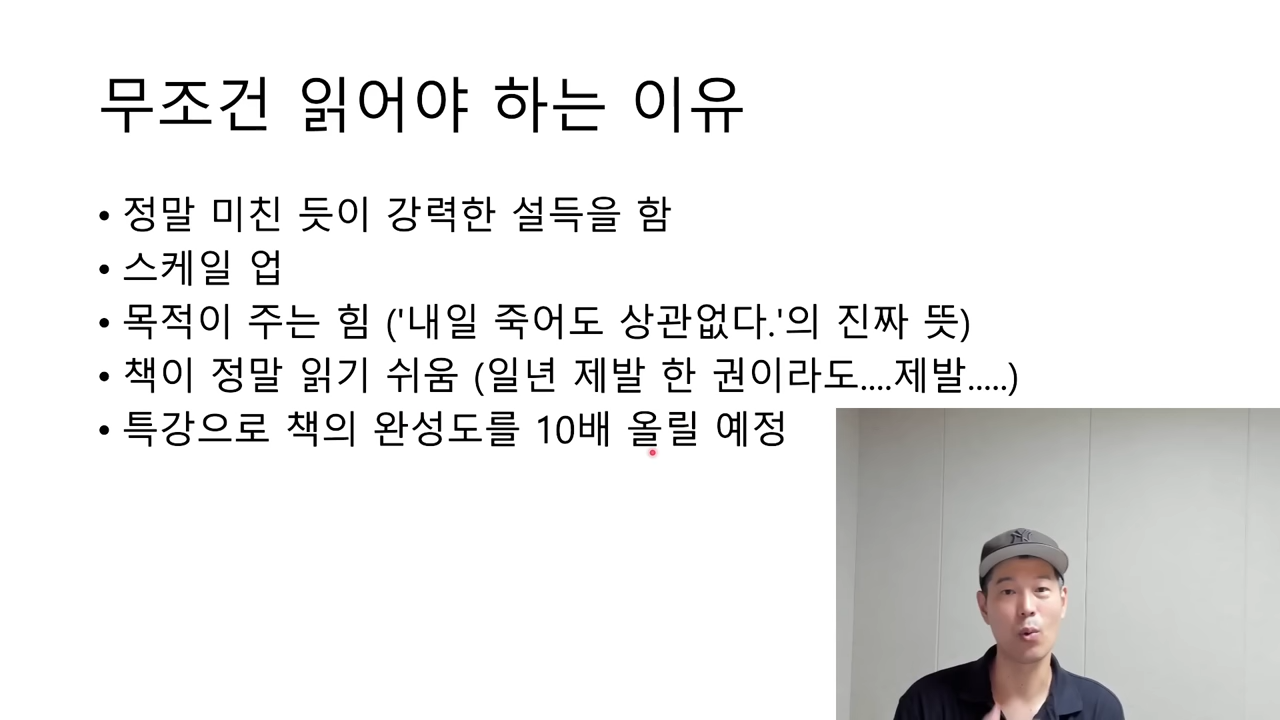 무조건 읽어야 하는 이유
• 정말 미친 듯이 강력한 설득을 함
• 스케일 업
• 목적이 주는 힘 ('내일 죽어도 상관없다.'의 진짜 뜻)
• 책이 정말 읽기 쉬움 (일년 제발 한 권이라도....제발.....)
• 특강으로 책의 완성도를 10배 올릴 예정
NY